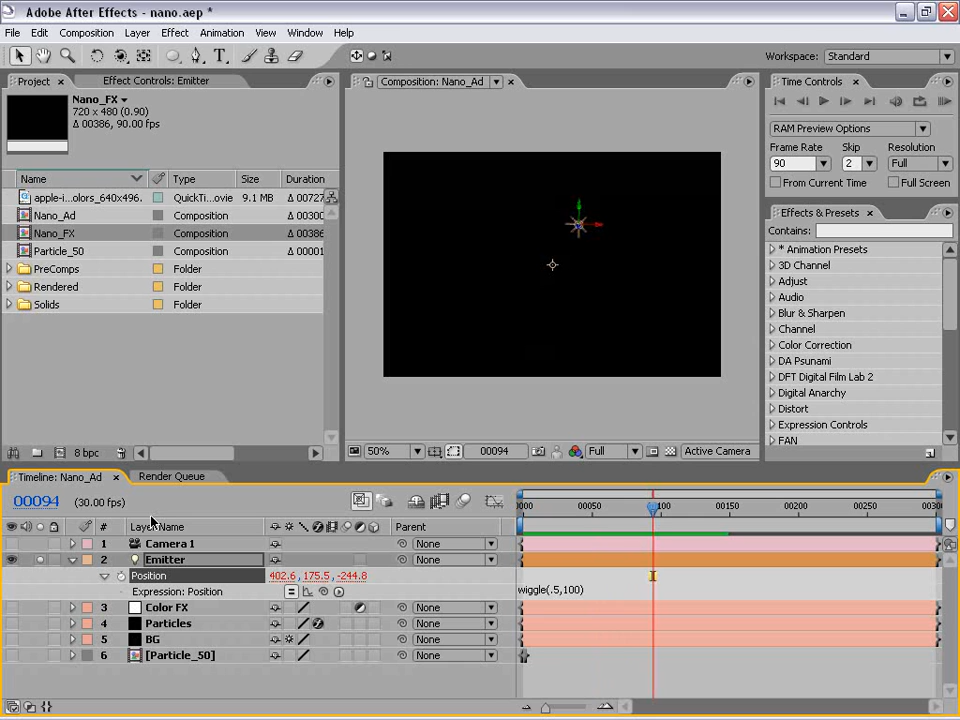 Adobe After Effects - nano.aep *
File Edit Composition Layer Effect Animation View Window Help
Workspace: Standard
Project × Effect Controls: Emitter
Nano_FX
720 x 480 (0.90)
Δ 00386, 90.00 fps
Name Type Size Duration
apple-i...olors_640x496. QuickTi...ovie 9.1 MB Δ 00727
Nano_Ad Composition Δ 00300
Nano_FX Composition Δ 00386
Particle_50 Composition Δ 00001
PreComps Folder
Rendered Folder
Solids Folder
8 bpc
Composition: Nano_Ad
50% 00094 Full Active Camera
Time Controls ×
RAM Preview Options
Frame Rate Skip Resolution
90 2 Full
From Current Time Full Screen
Effects & Presets ×
Contains:
* Animation Presets
3D Channel
Adjust
Audio
Blur & Sharpen
Channel
Color Correction
DA Psunami
DFT Digital Film Lab 2
Digital Anarchy
Distort
Expression Controls
FAN
Timeline: Nano_Ad × Render Queue
00094 (30.00 fps)
0000 00050 00100 00150 00200 00250 0030
# Layer Name Parent
1 Camera 1 None
2 Emitter None
Position 402.6, 175.5, -244.8
Expression: Position wiggle(.5,100)
3 Color FX None
4 Particles None
5 BG None
6 [Particle_50] None